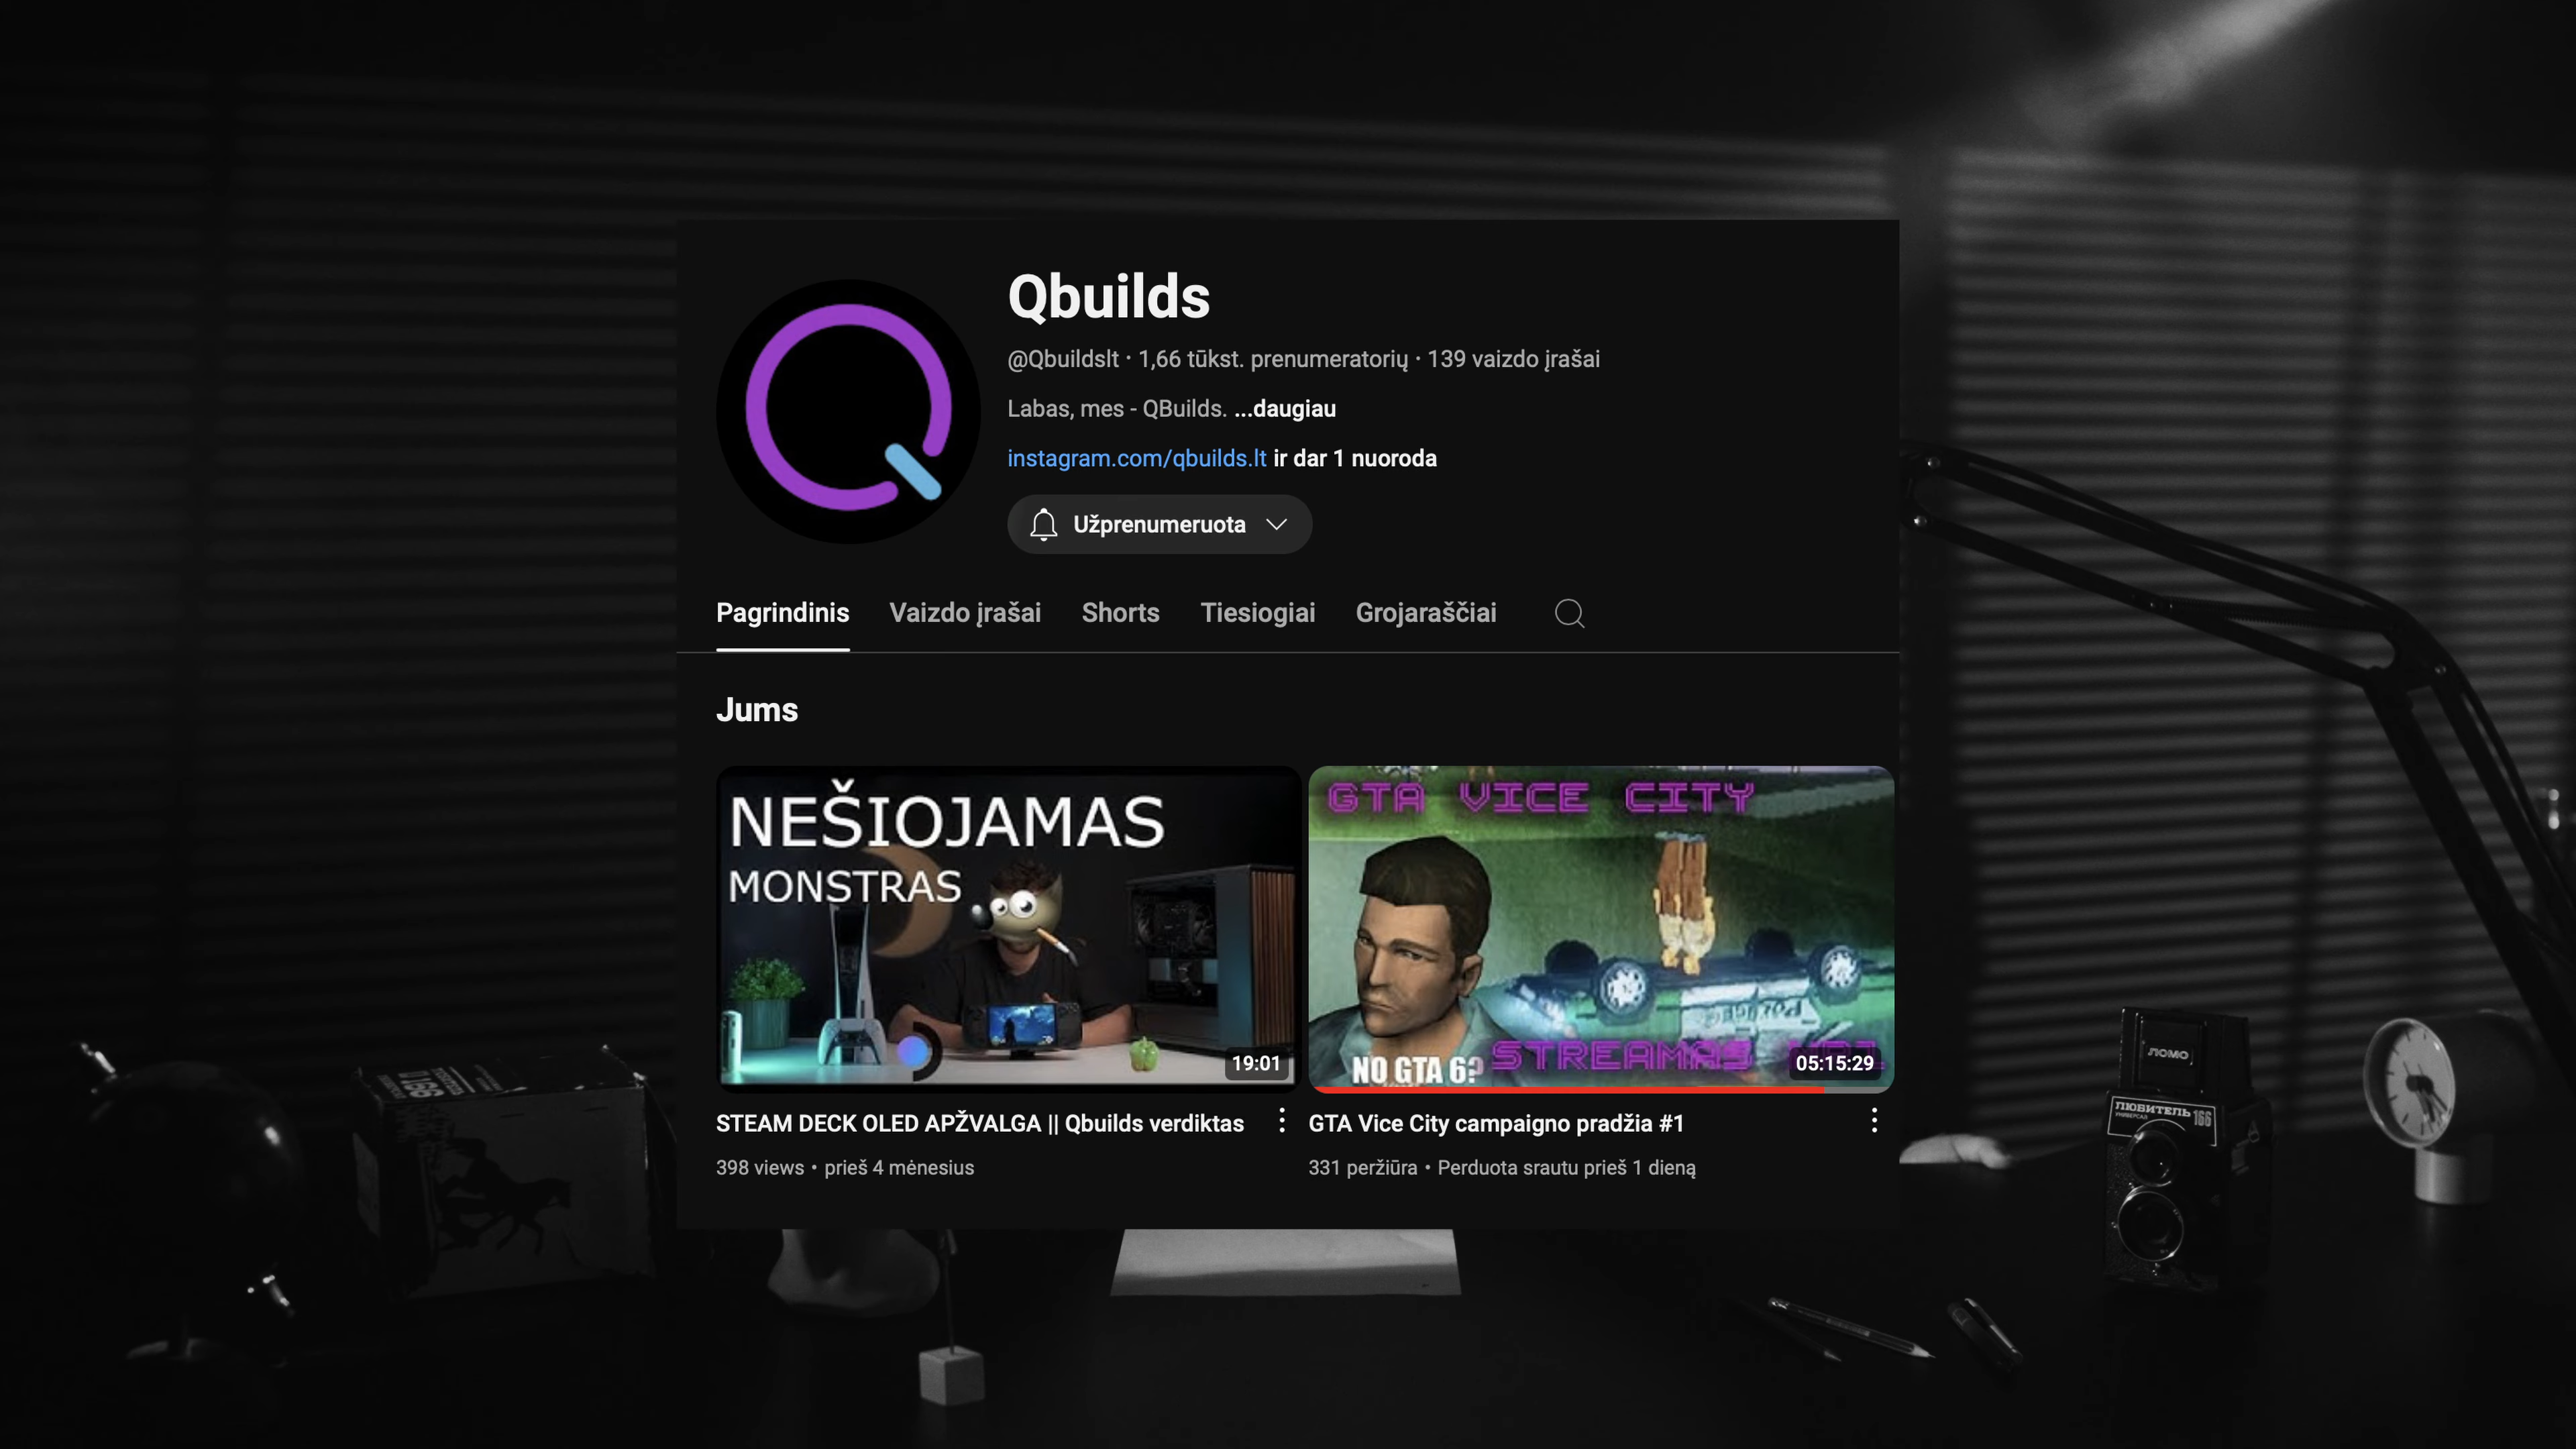 Qbuilds
@Qbuildslt · 1,66 tūkst. prenumeratorių · 139 vaizdo įrašai
Labas, mes - QBuilds. ...daugiau
instagram.com/qbuilds.lt ir dar 1 nuoroda
Užprenumeruota
Pagrindinis Vaizdo įrašai Shorts Tiesiogiai Grojaraščiai
Jums
NEŠIOJAMAS
MONSTRAS
19:01
GTA VICE CITY
NO GTA 6?
STREAMAS
05:15:29
STEAM DECK OLED APŽVALGA || Qbuilds verdiktas
398 views • prieš 4 mėnesius
GTA Vice City campaigno pradžia #1
331 peržiūra • Perduota srautu prieš 1 dieną
ЛОМО
ЛЮБИТЕЛЬ 166
УНИВЕРСАЛ